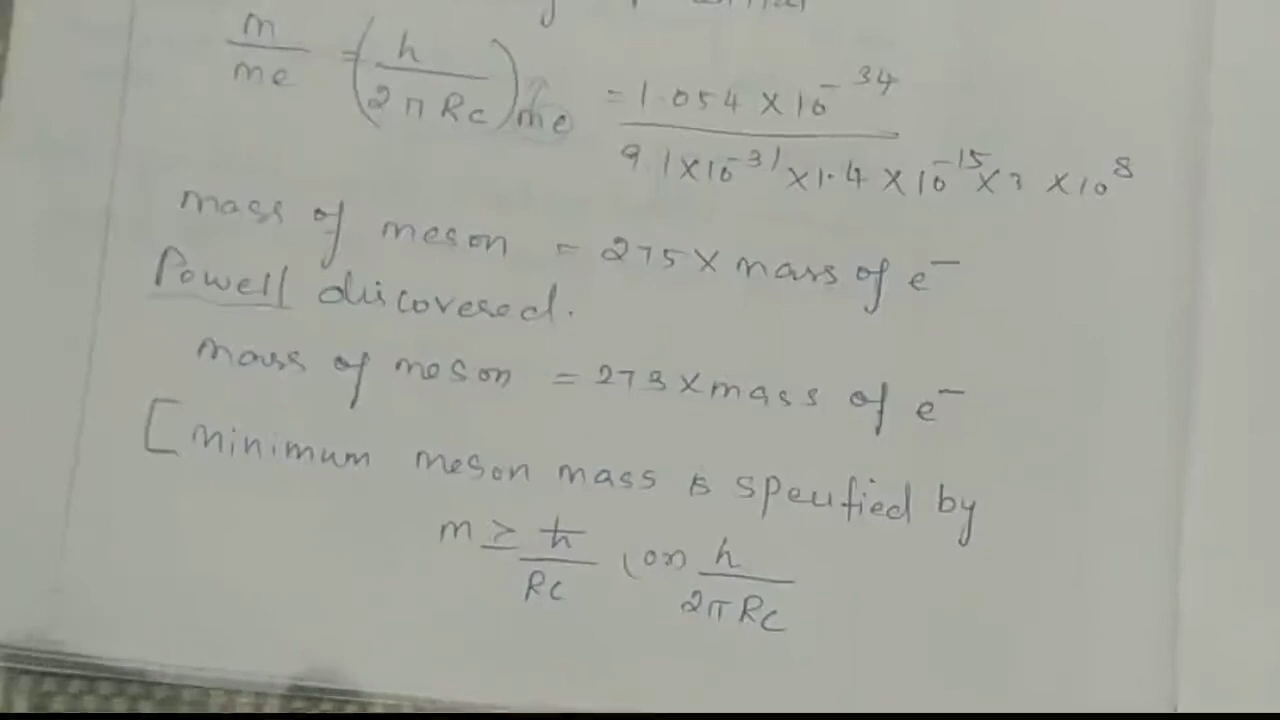 m/me = (h/2πRc)me = 1.054 × 10^-34 / 9.1 × 10^-31 × 1.4 × 10^-15 × 3 × 10^8
mass of meson = 275 × mass of e^-
Powell discovered.
mass of meson = 273 × mass of e^-
[minimum meson mass is specified by
m ≥ ħ/Rc (or) h/2πRc